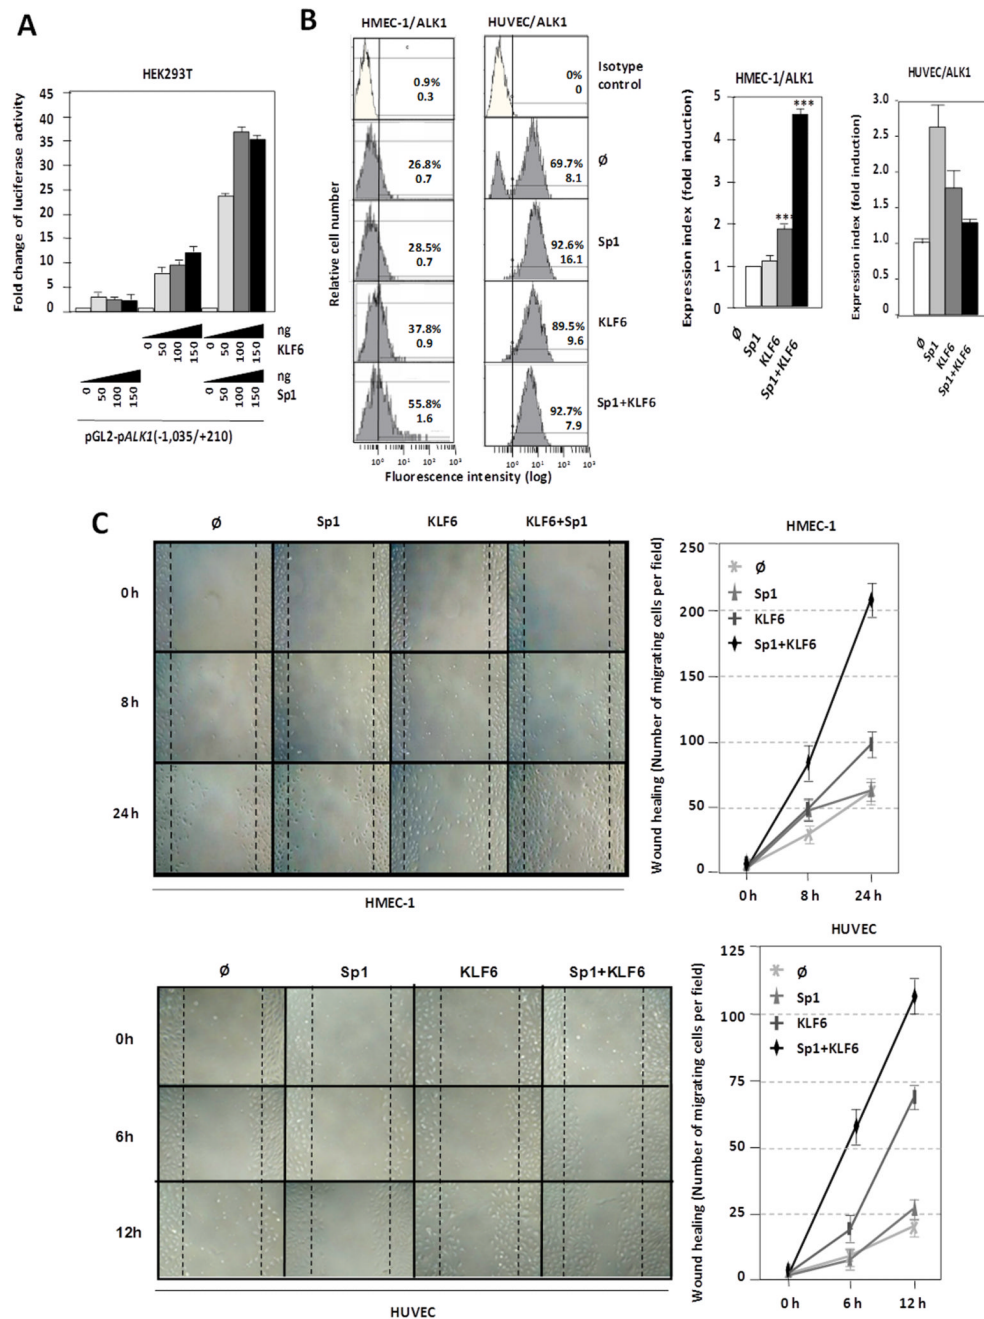 A
HEK293T
Fold change of luciferase activity
45
40
35
30
25
20
15
10
5
0
0 50 100 150
ng
KLF6
0 50 100 150
0 50 100 150
ng
Sp1
0 50 100 150
pGL2-pALK1(-1,035/+210)
B
HMEC-1/ALK1
HUVEC/ALK1
Relative cell number
0.9%
0.3
0%
0
Isotype
control
26.8%
0.7
69.7%
8.1
Ø
28.5%
0.7
92.6%
16.1
Sp1
37.8%
0.9
89.5%
9.6
KLF6
55.8%
1.6
92.7%
7.9
Sp1+KLF6
10⁰ 10¹ 10² 10³
10⁰ 10¹ 10² 10³
Fluorescence intensity (log)
HMEC-1/ALK1
Expression index (fold induction)
5
4
3
2
1
0
***
***
Ø
Sp1
KLF6
Sp1+KLF6
HUVEC/ALK1
Expression index (fold induction)
3.0
2.5
2.0
1.5
1.0
0.5
0.0
Ø
Sp1
KLF6
Sp1+KLF6
C
Ø Sp1 KLF6 KLF6+Sp1
0 h
8 h
24 h
HMEC-1
HMEC-1
Wound healing (Number of migrating cells per field)
250
200
150
100
50
0
Ø
Sp1
KLF6
Sp1+KLF6
0 h 8 h 24 h
Ø Sp1 KLF6 Sp1+KLF6
0h
6h
12h
HUVEC
HUVEC
Wound healing (Number of migrating cells per field)
125
100
75
50
25
0
Ø
Sp1
KLF6
Sp1+KLF6
0 h 6 h 12 h